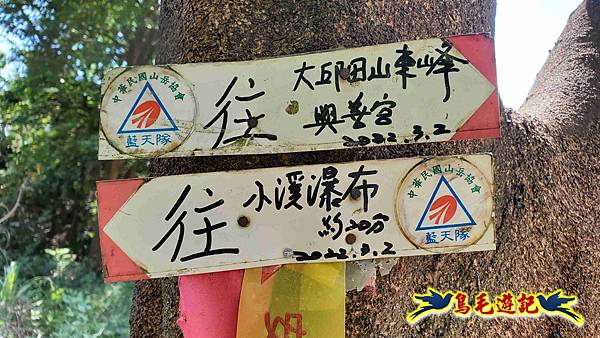 中華民國山岳協會
藍天隊
往
大邱田山東峰
興善宮
2022.3.2
往
小溪瀑布
約20分
2022.3.2
中華民國山岳協會
藍天隊
鳥毛遊記